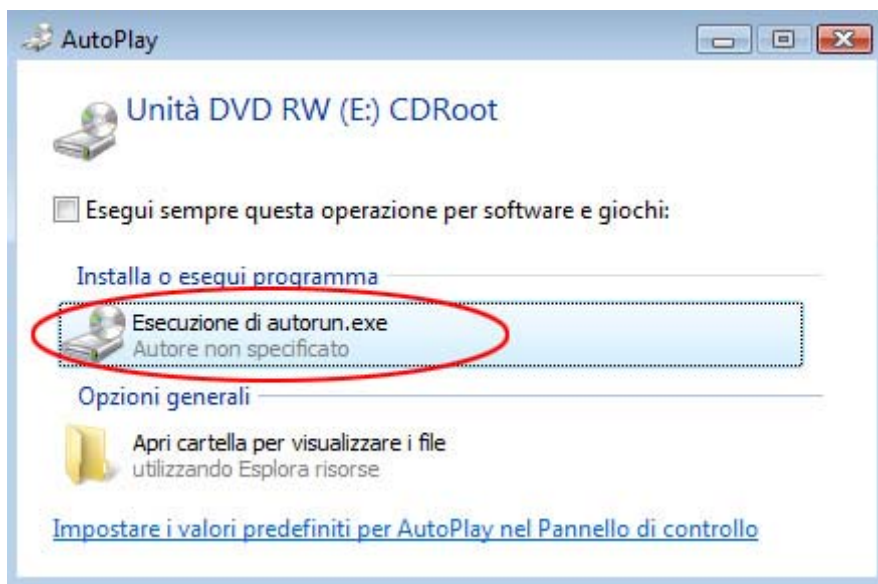 AutoPlay
Unità DVD RW (E:) CDRoot
Esegui sempre questa operazione per software e giochi:
Installa o esegui programma
Esecuzione di autorun.exe
Autore non specificato
Opzioni generali
Apri cartella per visualizzare i file
utilizzando Esplora risorse
Impostare i valori predefiniti per AutoPlay nel Pannello di controllo